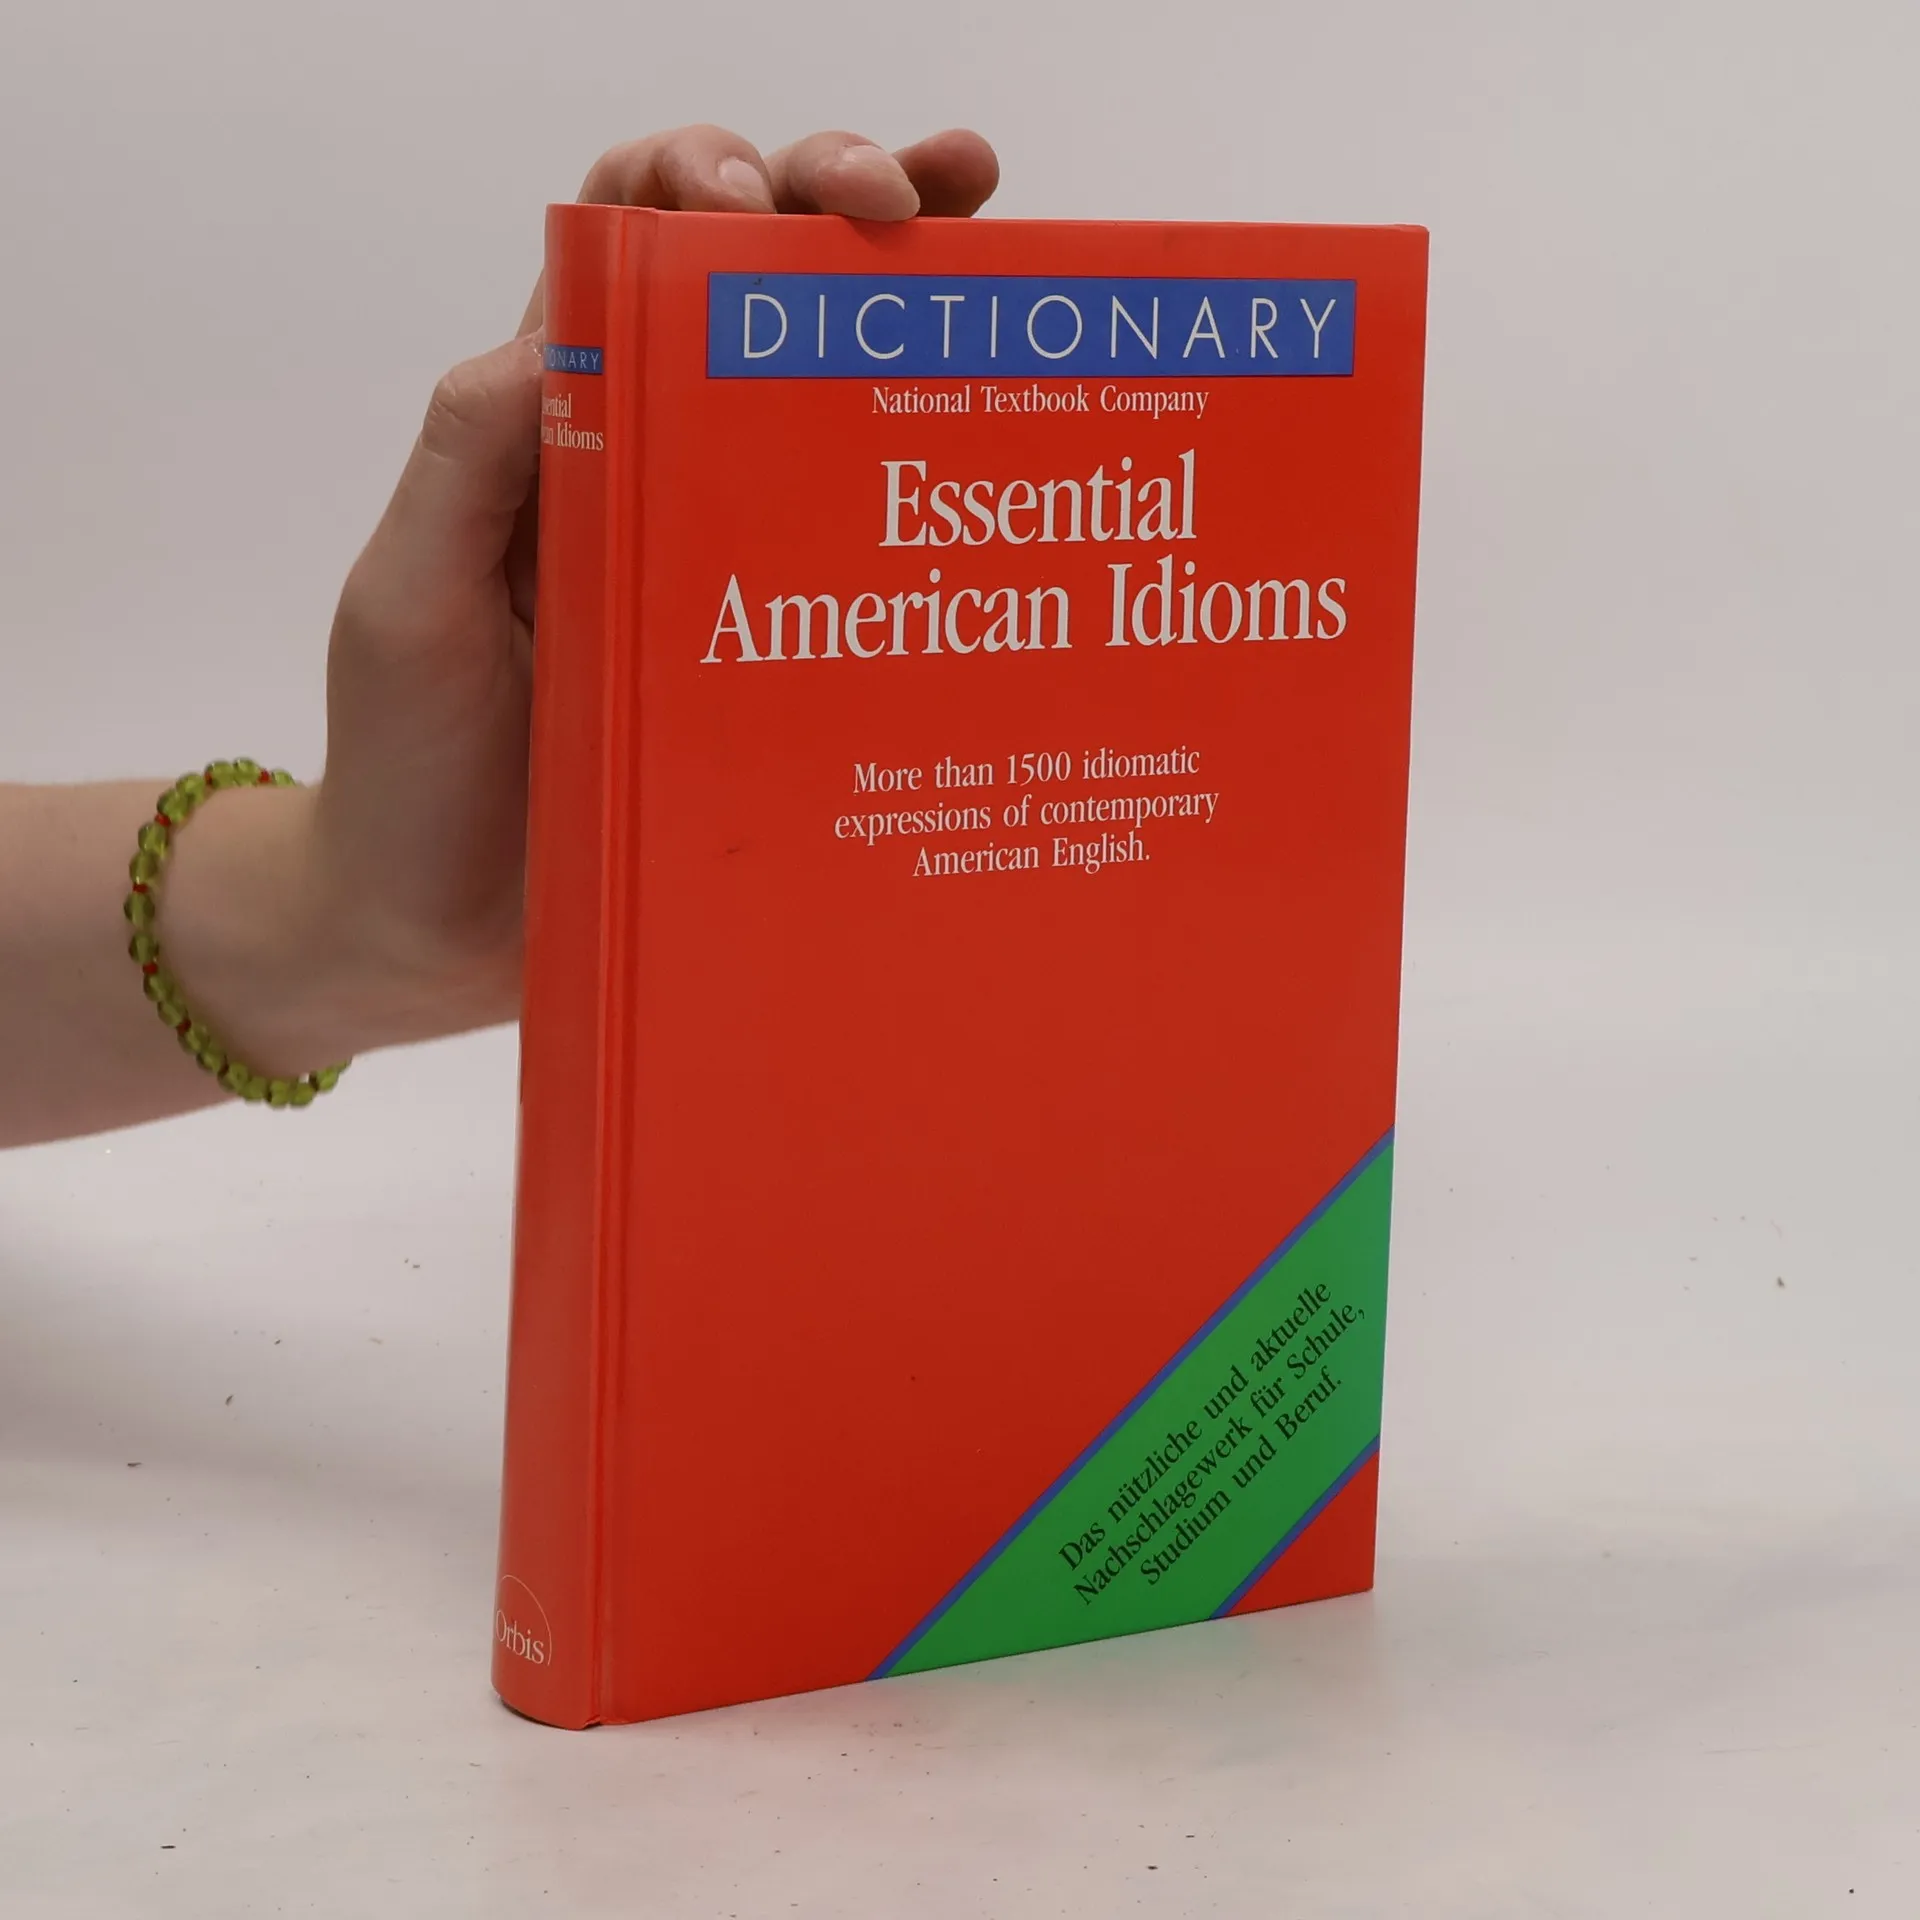 DICTIONARY
National Textbook Company
Essential
American Idioms
More than 1500 idiomatic
expressions of contemporary
American English.
Das nützliche und aktuelle
Nachschlagewerk für Schule,
Studium und Beruf.
Idioms
Orbis